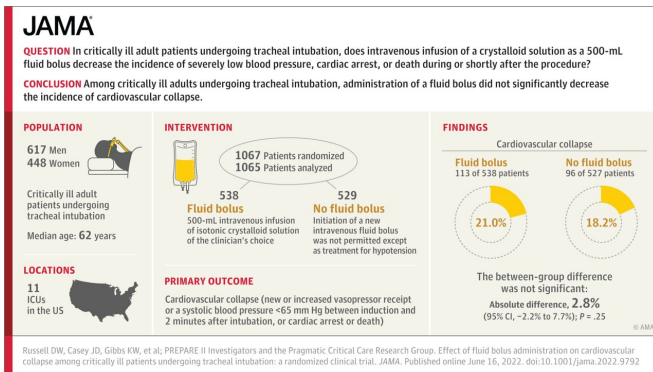 JAMA
QUESTION In critically ill adult patients undergoing tracheal intubation, does intravenous infusion of a crystalloid solution as a 500-mL
fluid bolus decrease the incidence of severely low blood pressure, cardiac arrest, or death during or shortly after the procedure?
CONCLUSION Among critically ill adults undergoing tracheal intubation, administration of a fluid bolus did not significantly decrease
the incidence of cardiovascular collapse.
POPULATION
617 Men
448 Women
Critically ill adult
patients undergoing
tracheal intubation
Median age: 62 years
LOCATIONS
11
ICUs
in the US
INTERVENTION
1067 Patients randomized
1065 Patients analyzed
538
Fluid bolus
500-mL intravenous infusion
of isotonic crystalloid solution
of the clinician's choice
529
No fluid bolus
Initiation of a new
intravenous fluid bolus
was not permitted except
as treatment for hypotension
PRIMARY OUTCOME
Cardiovascular collapse (new or increased vasopressor receipt
or a systolic blood pressure <65 mm Hg between induction and
2 minutes after intubation, or cardiac arrest or death)
FINDINGS
Cardiovascular collapse
Fluid bolus
113 of 538 patients
21.0%
No fluid bolus
96 of 527 patients
18.2%
The between-group difference
was not significant:
Absolute difference, 2.8%
(95% CI, −2.2% to 7.7%); P = .25
© AMA
Russell DW, Casey JD, Gibbs KW, et al; PREPARE II Investigators and the Pragmatic Critical Care Research Group. Effect of fluid bolus administration on cardiovascular
collapse among critically ill patients undergoing tracheal intubation: a randomized clinical trial. JAMA. Published online June 16, 2022. doi:10.1001/jama.2022.9792